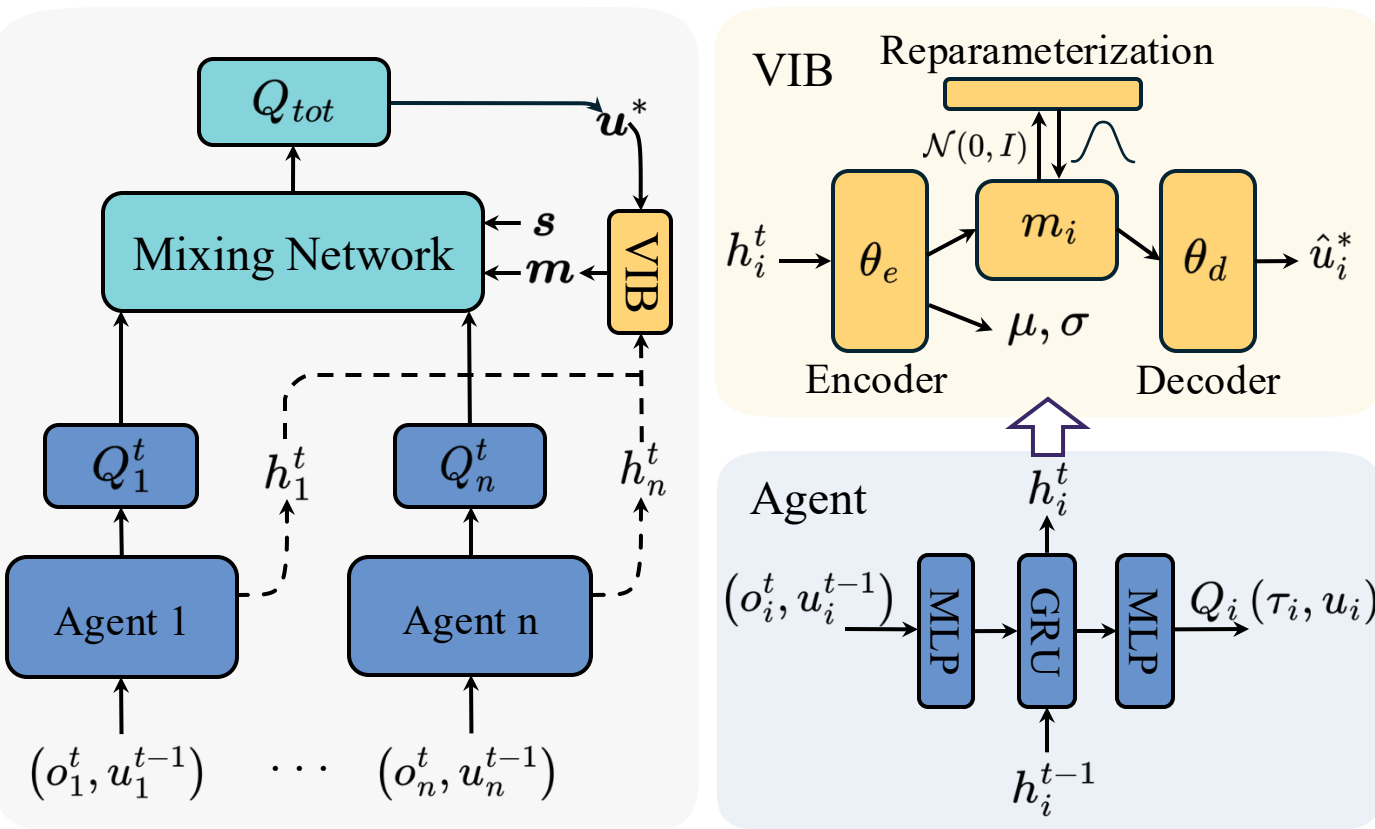 Q_{tot}
u^*
Mixing Network
s
m
VIB
Q_1^t
h_1^t
Q_n^t
h_n^t
Agent 1
Agent n
(o_1^t, u_1^{t-1})
· · ·
(o_n^t, u_n^{t-1})
VIB
Reparameterization
𝒩(0, I)
h_i^t
θ_e
m_i
θ_d
û_i^*
μ, σ
Encoder
Decoder
Agent
h_i^t
(o_i^t, u_i^{t-1})
MLP
GRU
MLP
Q_i (τ_i, u_i)
h_i^{t-1}